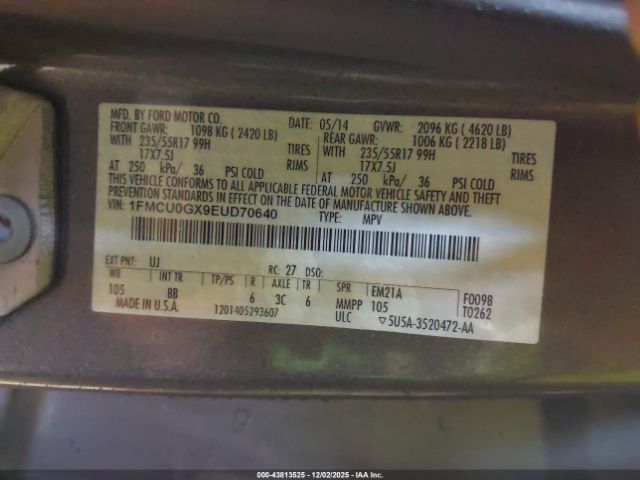 MFD. BY FORD MOTOR CO.
DATE: 05/14 GVWR: 2096 KG ( 4620 LB)
FRONT GAWR: 1098 KG ( 2420 LB) REAR GAWR: 1006 KG ( 2218 LB)
WITH 235/55R17 99H TIRES WITH 235/55R17 99H TIRES
17X7.5J RIMS 17X7.5J RIMS
AT 250 kPa/ 36 PSI COLD AT 250 kPa/ 36 PSI COLD
THIS VEHICLE CONFORMS TO ALL APPLICABLE FEDERAL MOTOR VEHICLE SAFETY AND THEFT
PREVENTION STANDARDS IN EFFECT ON THE DATE OF MANUFACTURE SHOWN ABOVE.
VIN: 1FMCU0GX9EUD70640
TYPE: MPV
EXT PNT: UJ RC: 27 DSO:
WB INT TR TP/PS R AXLE TR SPR EM21A F0098
105 8B 6 3C 6 MMPP 105 T0262
MADE IN U.S.A. 1201405293607 ULC ▽5U5A-3520472-AA
000-43813525 - 12/02/2025 - IAAI, Inc.